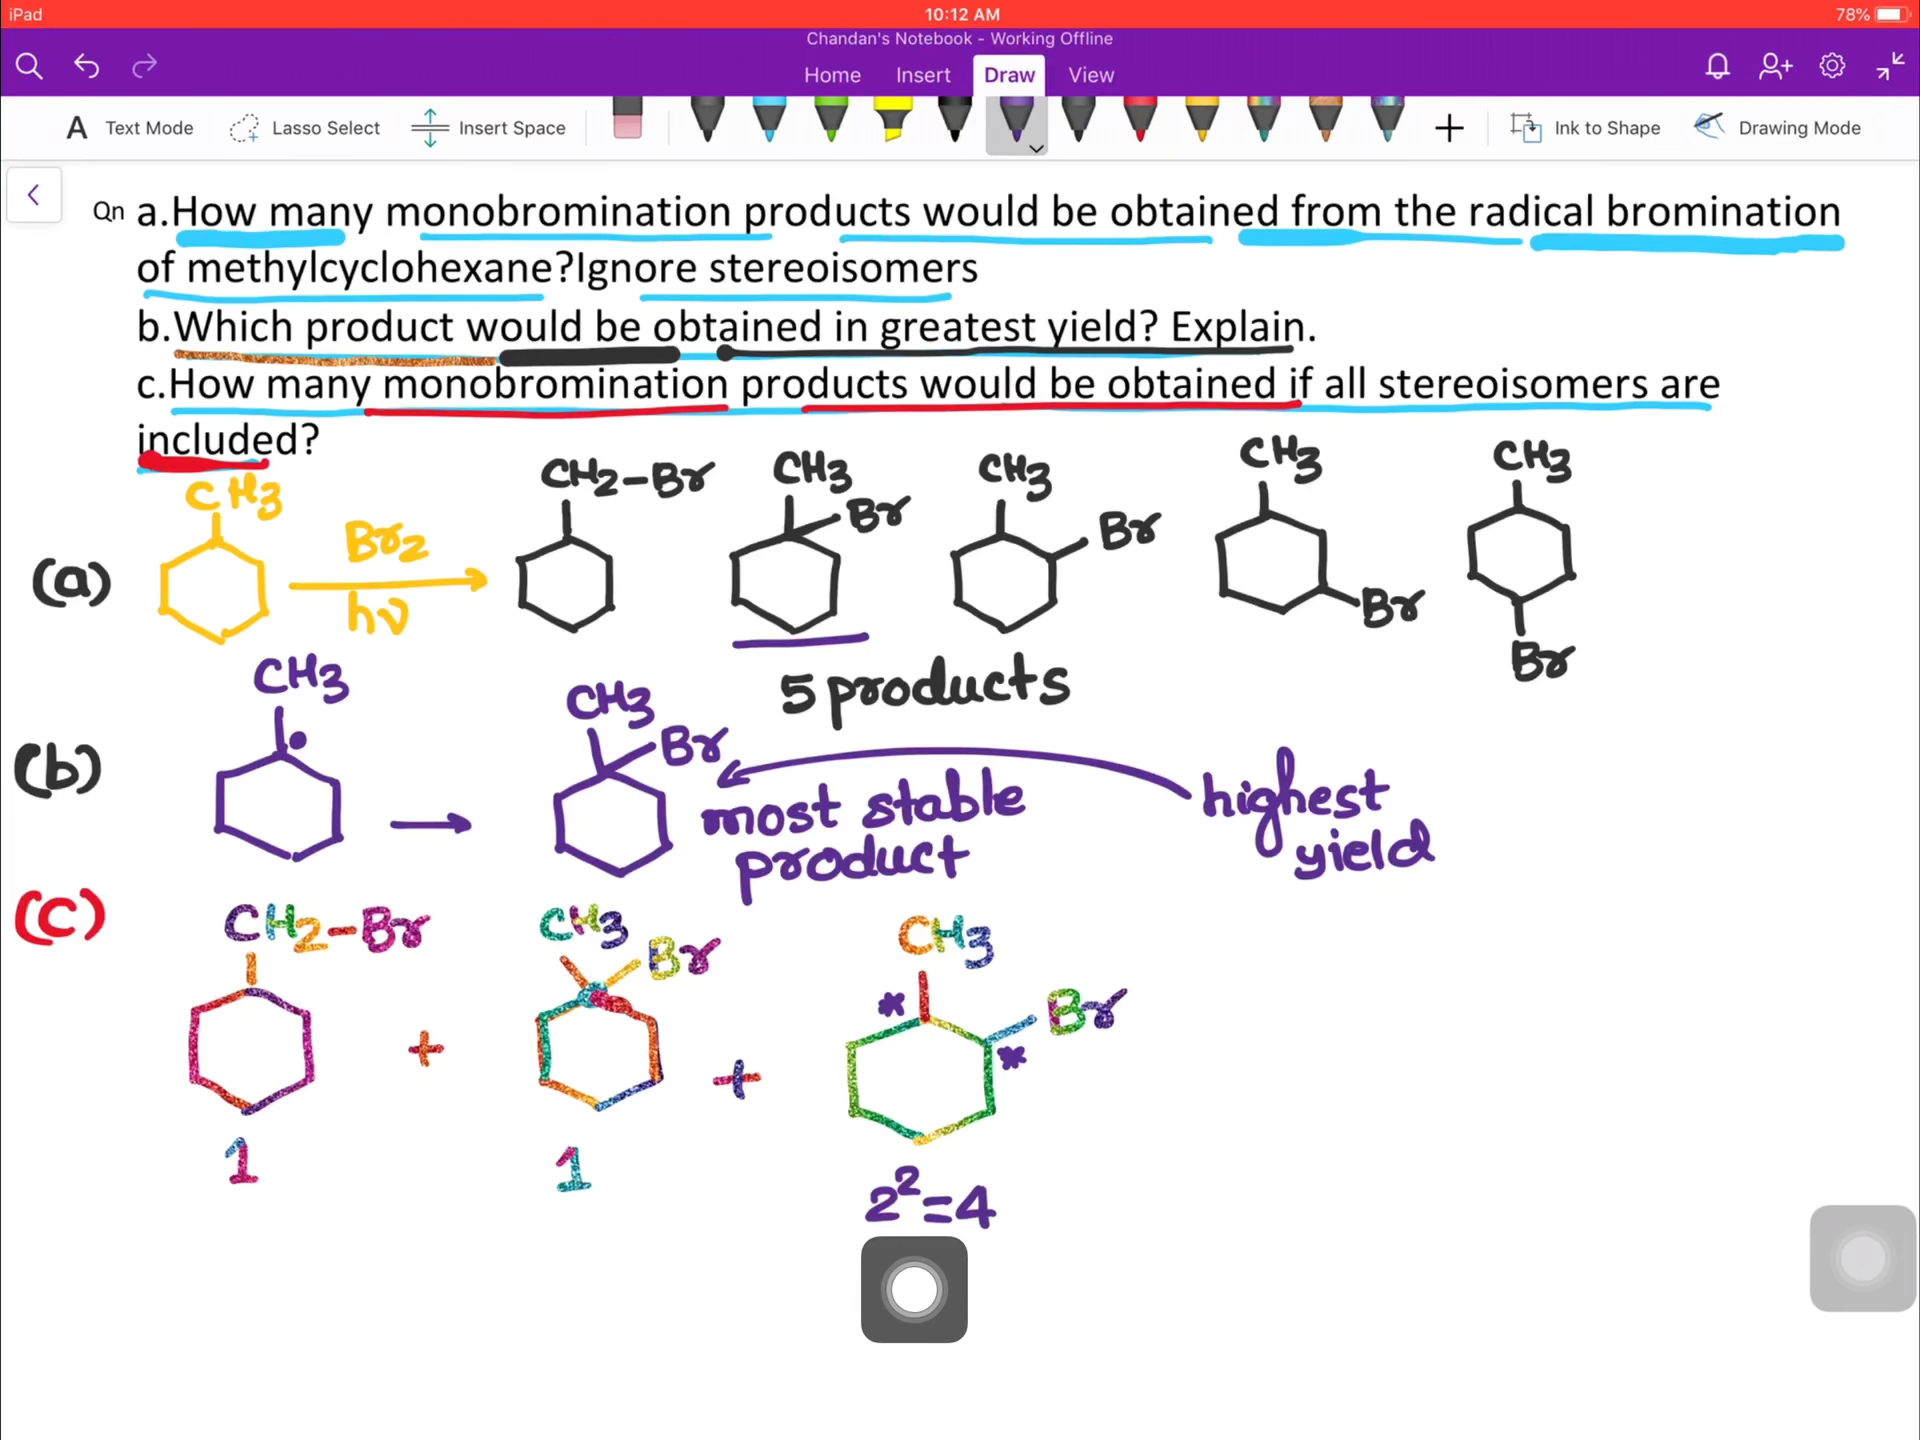 iPad
10:12 AM
78%
Chandan's Notebook - Working Offline
Home Insert Draw View
A Text Mode Lasso Select Insert Space Ink to Shape Drawing Mode
Qn a.How many monobromination products would be obtained from the radical bromination
of methylcyclohexane?Ignore stereoisomers
b.Which product would be obtained in greatest yield? Explain.
c.How many monobromination products would be obtained if all stereoisomers are
included?
(a) CH3 Br2 hν CH2-Br CH3 Br CH3 Br CH3 Br CH3 Br
5 products
(b) CH3 CH3 Br
most stable
product
highest
yield
(c) CH2-Br + CH3 Br + CH3 Br * *
1 1 2²=4